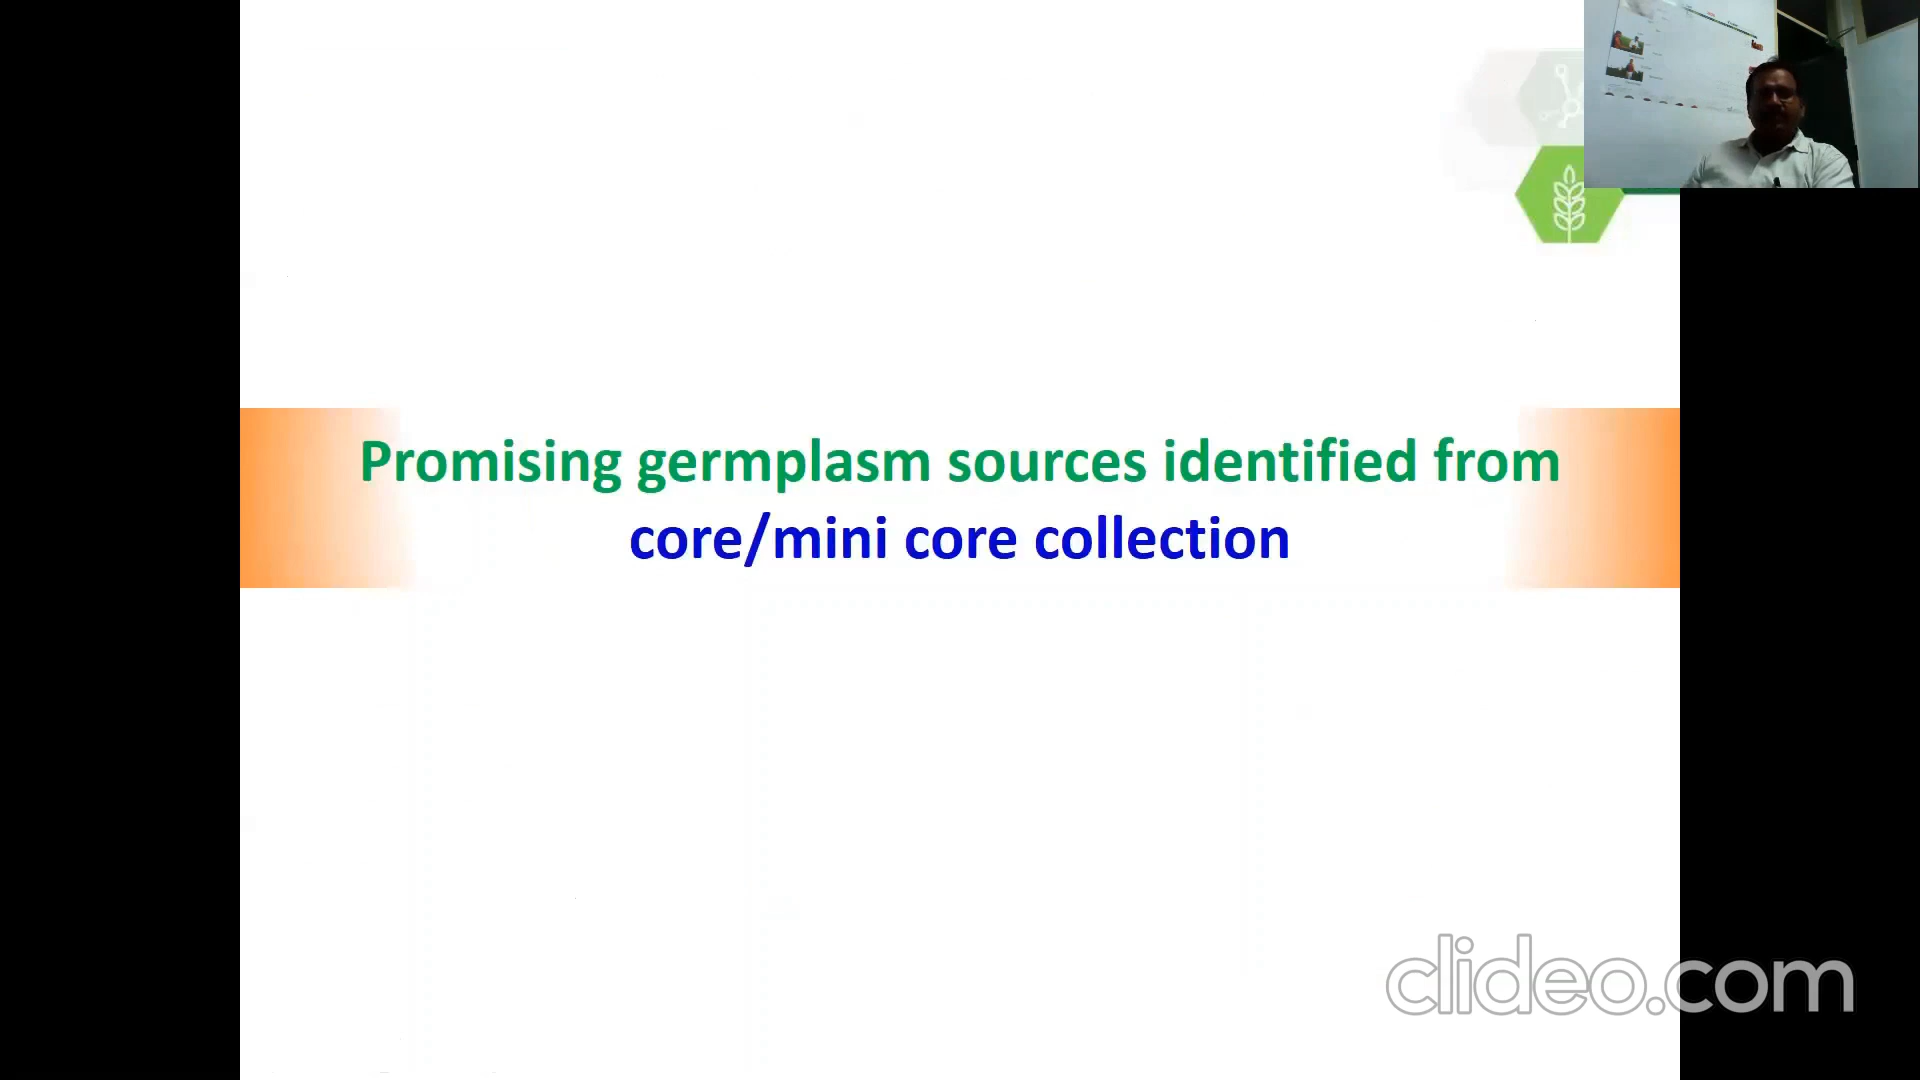 Promising germplasm sources identified from
core/mini core collection
clideo.com